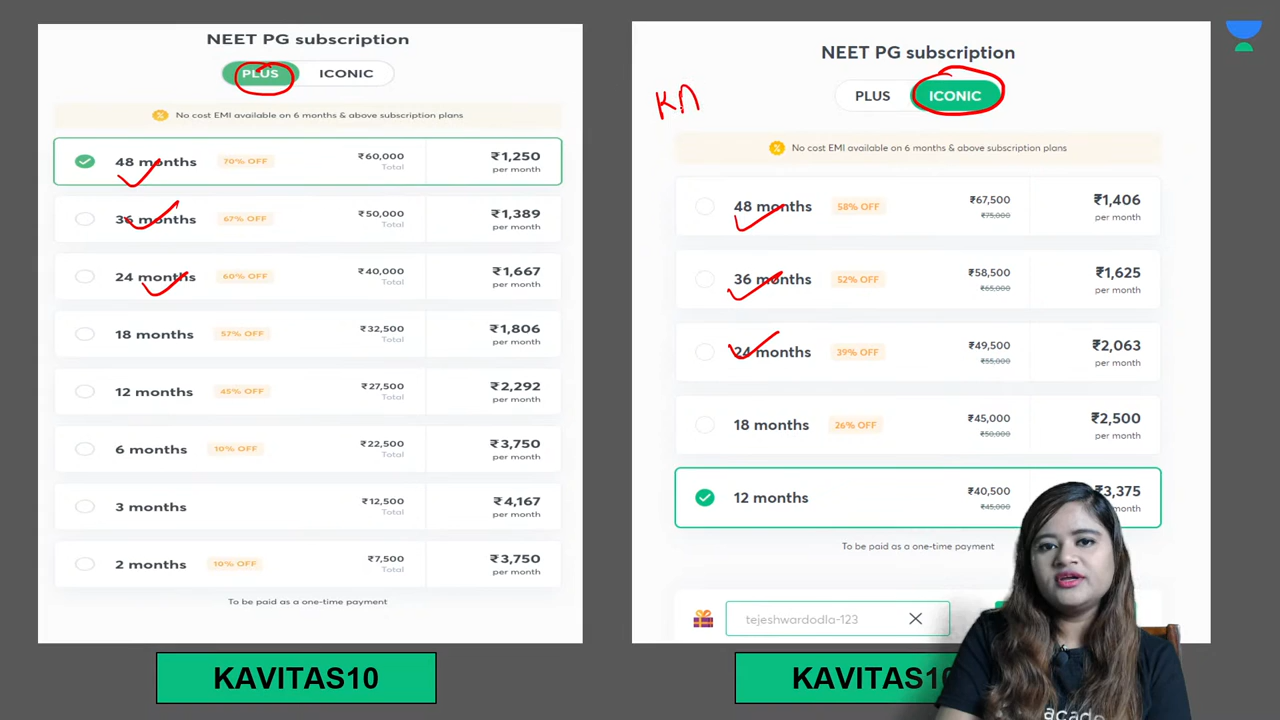 NEET PG subscription
PLUS
ICONIC
No cost EMI available on 6 months & above subscription plans
48 months 70% OFF ₹60,000 ₹1,250
Total per month
36 months 67% OFF ₹50,000 ₹1,389
Total per month
24 months 60% OFF ₹40,000 ₹1,667
Total per month
18 months 57% OFF ₹32,500 ₹1,806
Total per month
12 months 45% OFF ₹27,500 ₹2,292
Total per month
6 months 10% OFF ₹22,500 ₹3,750
Total per month
3 months ₹12,500 ₹4,167
Total per month
2 months 10% OFF ₹7,500 ₹3,750
Total per month
To be paid as a one-time payment
KAVITAS10
NEET PG subscription
PLUS
ICONIC
No cost EMI available on 6 months & above subscription plans
48 months 58% OFF ₹67,500 ₹1,406
₹75,000 per month
36 months 52% OFF ₹58,500 ₹1,625
₹65,000 per month
24 months 39% OFF ₹49,500 ₹2,063
₹55,000 per month
18 months 26% OFF ₹45,000 ₹2,500
₹50,000 per month
12 months ₹40,500 ₹3,375
₹45,000 month
To be paid as a one-time payment
tejeshwardodla-123
KAVITAS10
acade